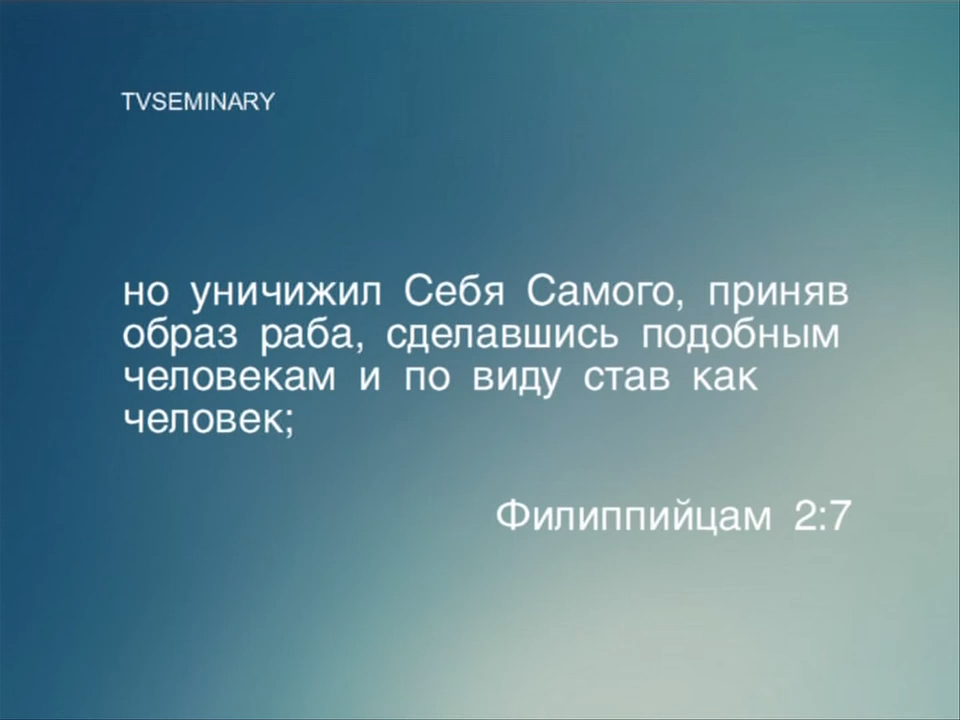 TVSEMINARY
но уничижил Себя Самого, приняв
образ раба, сделавшись подобным
человекам и по виду став как
человек;
Филиппийцам 2:7